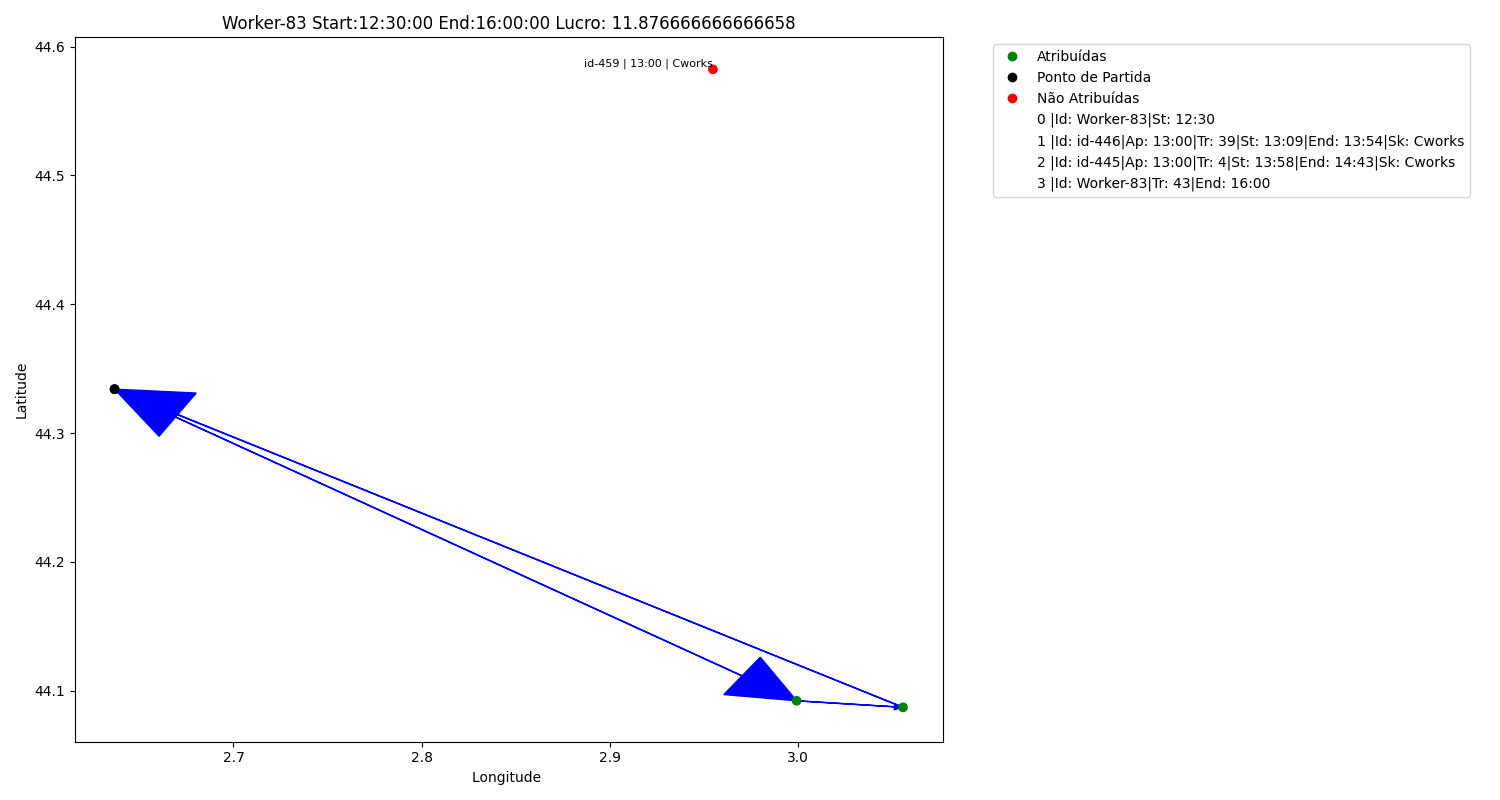 Worker-83 Start:12:30:00 End:16:00:00 Lucro: 11.876666666666658
44.6
44.5
44.4
44.3
44.2
44.1
Latitude
id-459 | 13:00 | Cworks
2.7
2.8
2.9
3.0
Longitude
Atribuídas
Ponto de Partida
Não Atribuídas
0 |Id: Worker-83|St: 12:30
1 |Id: id-446|Ap: 13:00|Tr: 39|St: 13:09|End: 13:54|Sk: Cworks
2 |Id: id-445|Ap: 13:00|Tr: 4|St: 13:58|End: 14:43|Sk: Cworks
3 |Id: Worker-83|Tr: 43|End: 16:00